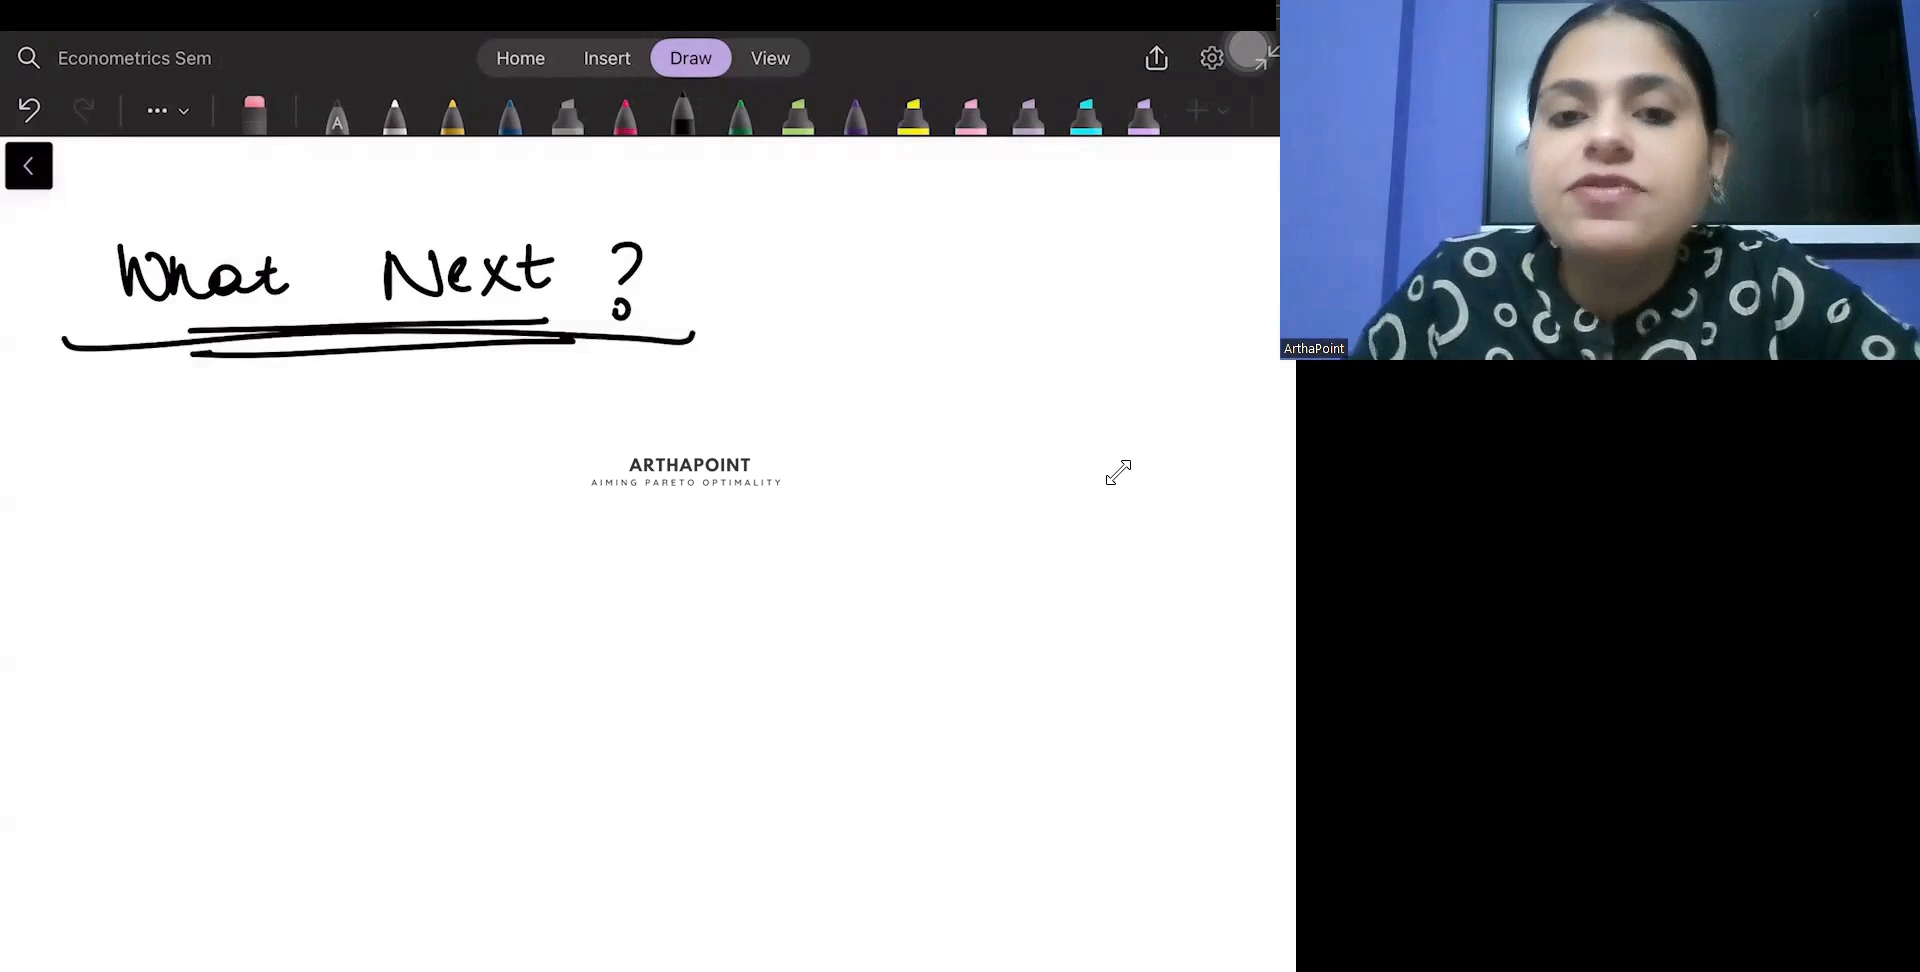 Econometrics Sem
Home Insert Draw View
A
What Next ?
ARTHAPOINT
AIMING PARETO OPTIMALITY
ArthaPoint